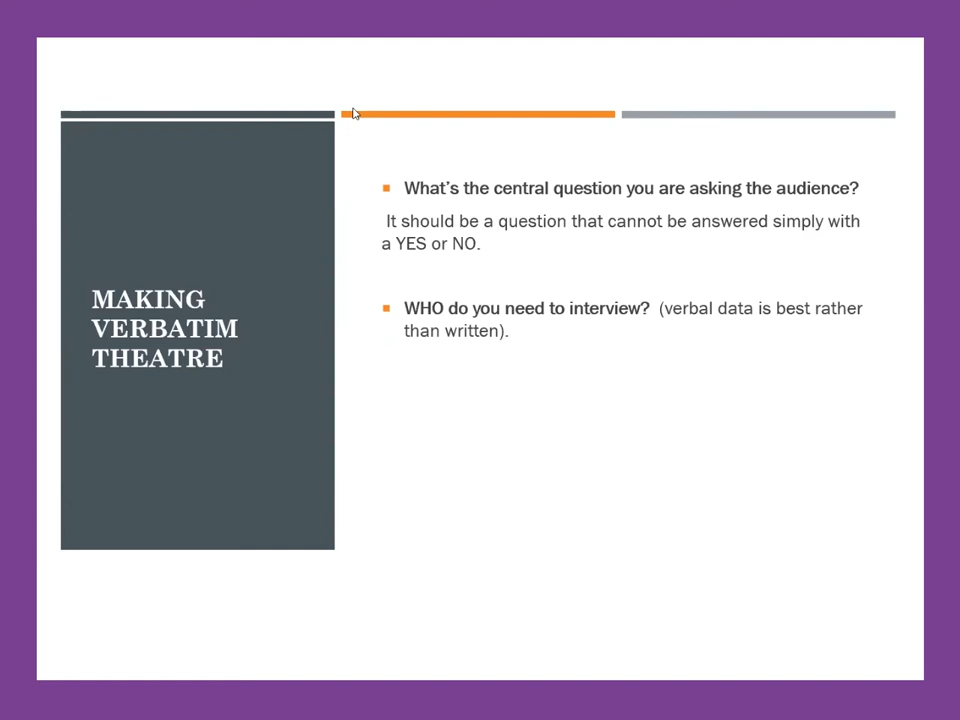 MAKING
VERBATIM
THEATRE
What’s the central question you are asking the audience?
It should be a question that cannot be answered simply with
a YES or NO.
WHO do you need to interview? (verbal data is best rather
than written).